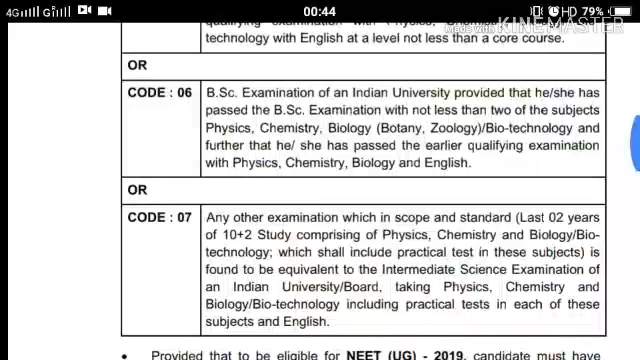 4G G 00:44 HD 79%
Made with KINEMASTER
qualifying examination with Physics, Chemistry
technology with English at a level not less than a core course.
OR
CODE : 06
B.Sc. Examination of an Indian University provided that he/she has
passed the B.Sc. Examination with not less than two of the subjects
Physics, Chemistry, Biology (Botany, Zoology)/Bio-technology and
further that he/ she has passed the earlier qualifying examination
with Physics, Chemistry, Biology and English.
OR
CODE : 07
Any other examination which in scope and standard (Last 02 years
of 10+2 Study comprising of Physics, Chemistry and Biology/Bio-
technology; which shall include practical test in these subjects) is
found to be equivalent to the Intermediate Science Examination of
an Indian University/Board, taking Physics, Chemistry and
Biology/Bio-technology including practical tests in each of these
subjects and English.
• Provided that to be eligible for NEET (UG) - 2019, candidate must have